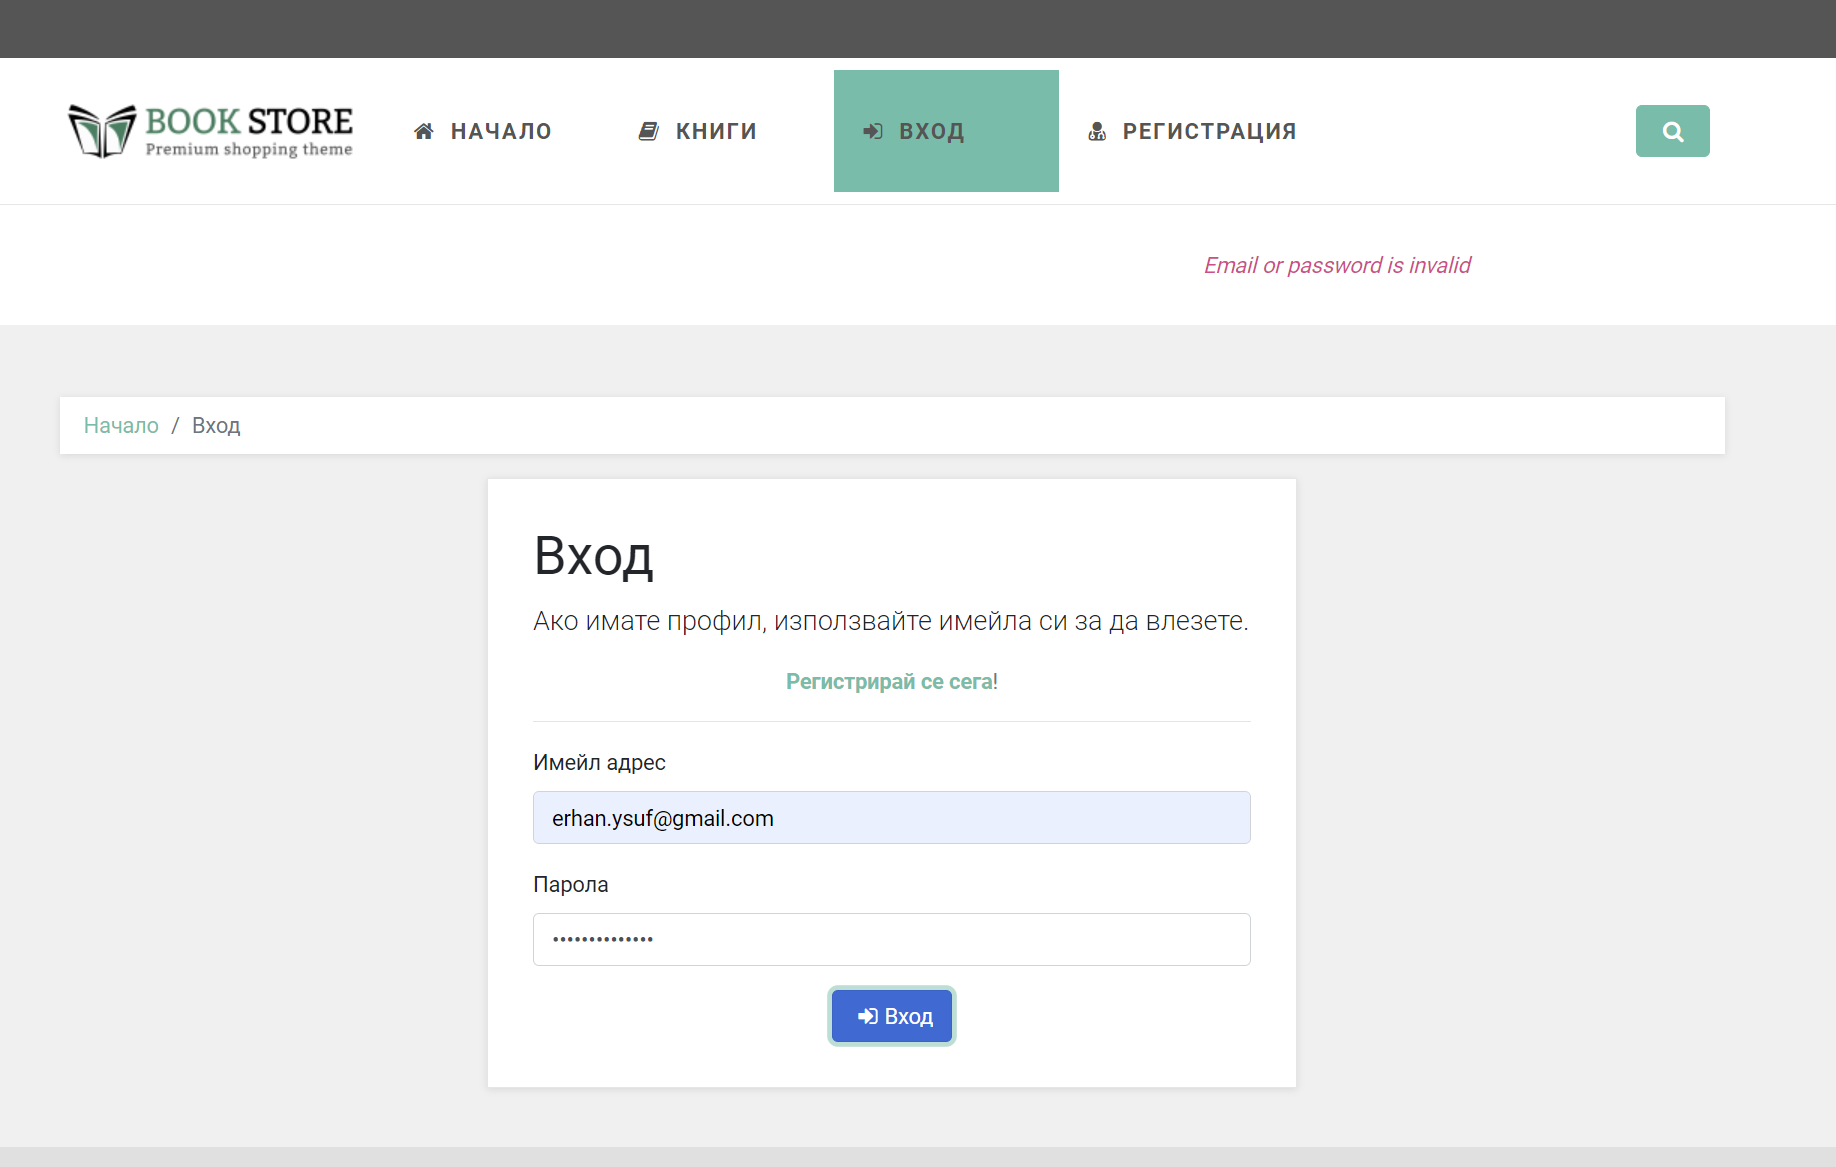 BOOK STORE
Premium shopping theme
НАЧАЛО
КНИГИ
ВХОД
РЕГИСТРАЦИЯ
Email or password is invalid
Начало / Вход
Вход
Ако имате профил, използвайте имейла си за да влезете.
Регистрирай се сега!
Имейл адрес
erhan.ysuf@gmail.com
Парола
••••••••••••••
Вход